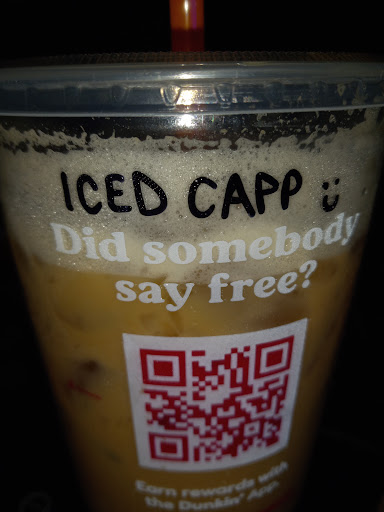 ICED CAPP :)
Did somebody
say free?
Earn rewards with
the Dunkin' App.